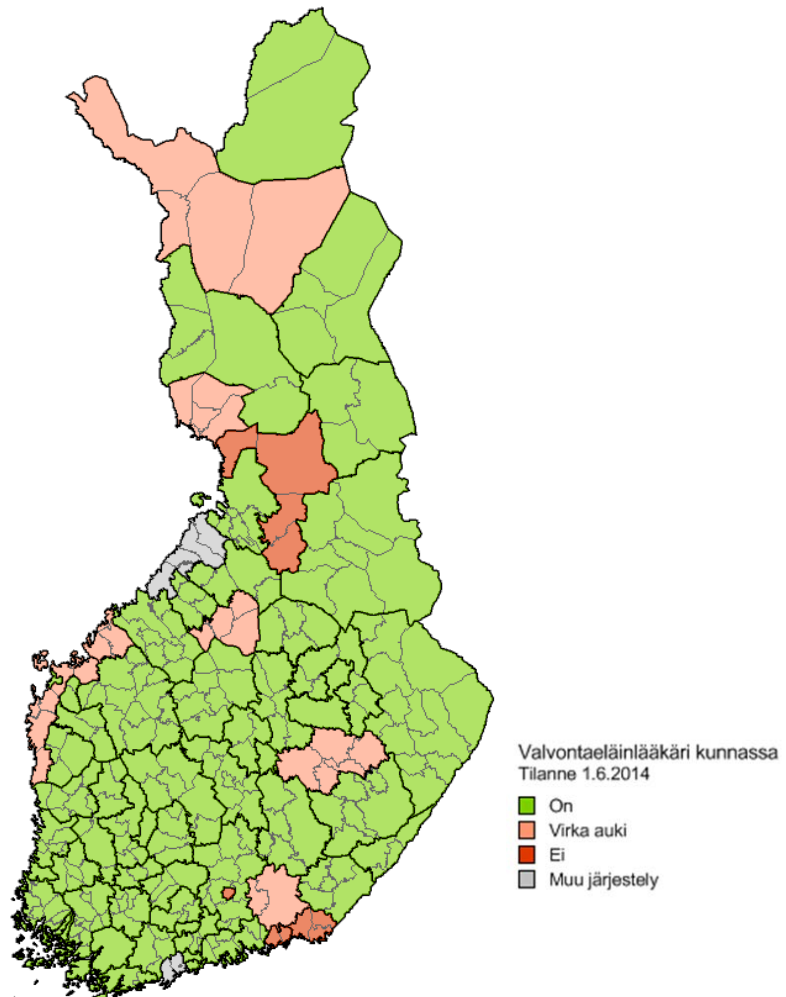 Valvontaeläinlääkäri kunnassa
Tilanne 1.6.2014
On
Virka auki
Ei
Muu järjestely